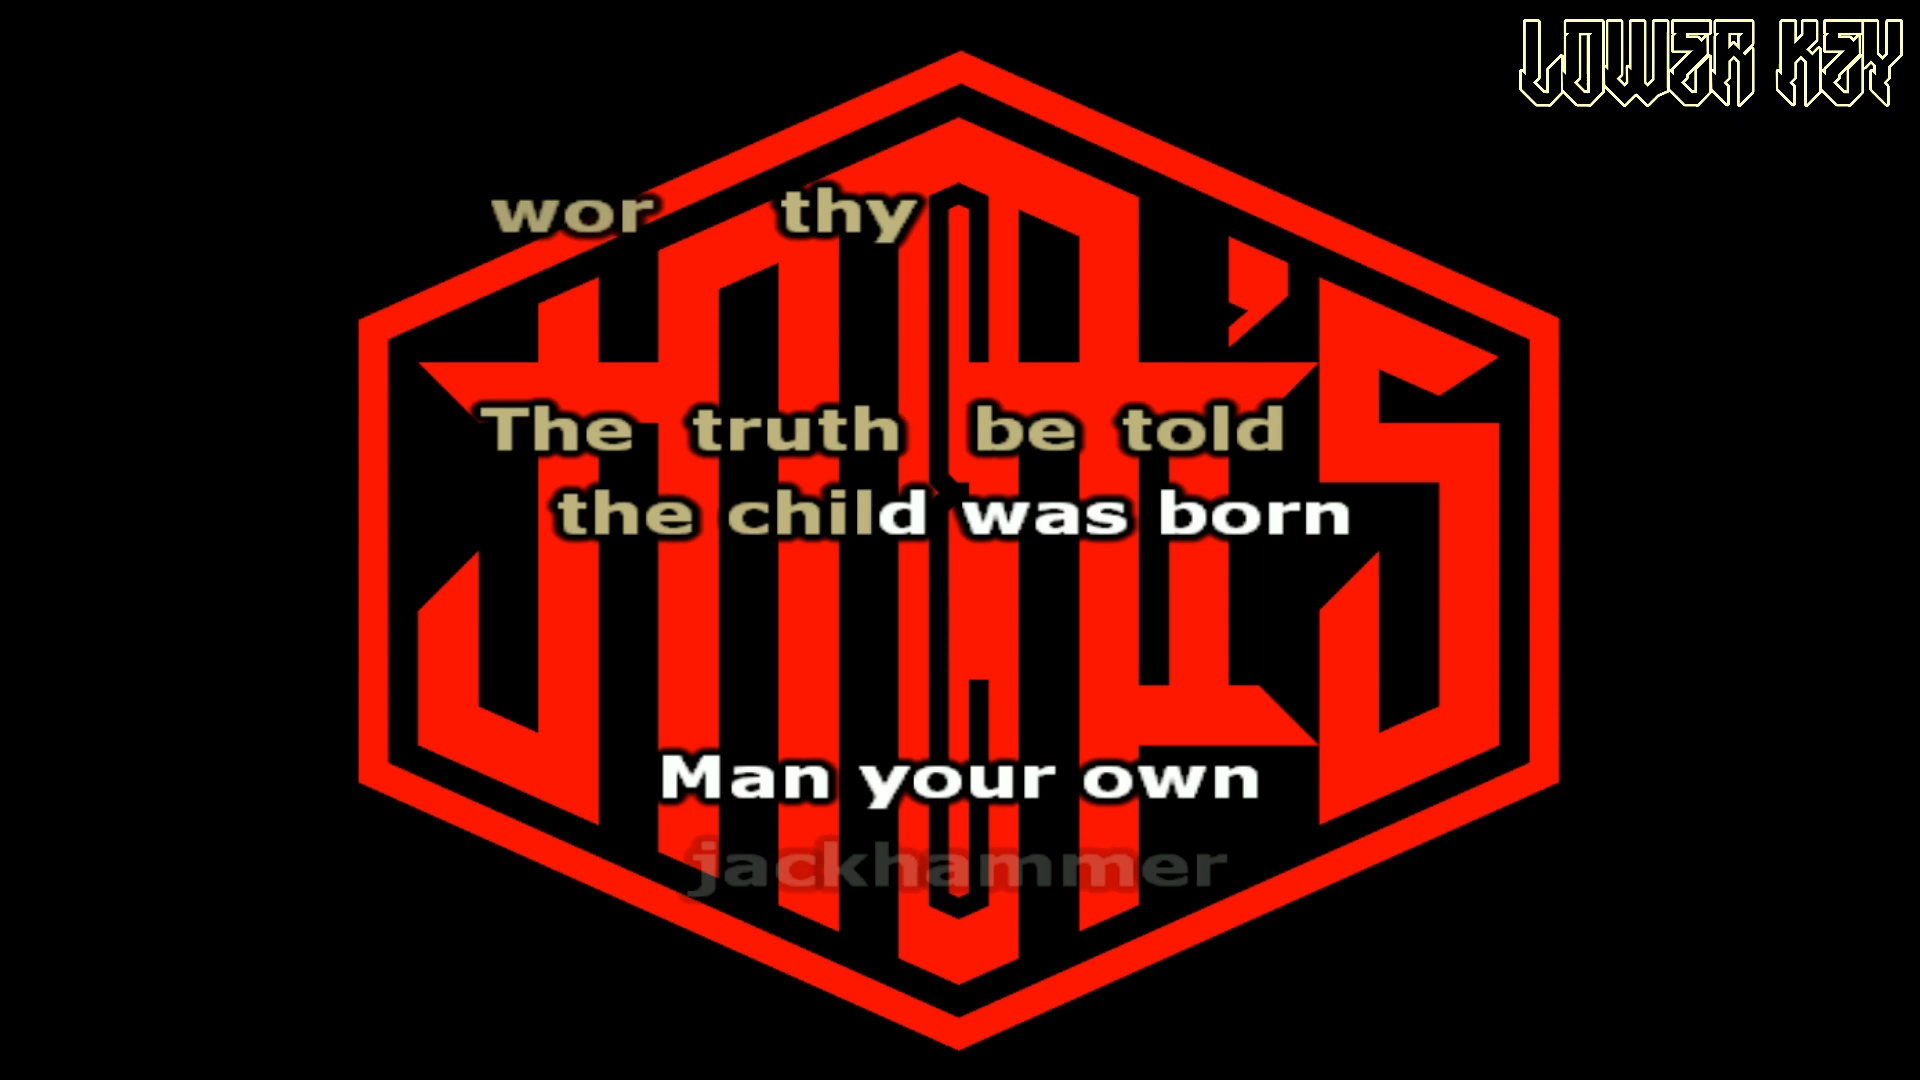 LOWER KEY
wor thy
The truth be told
the child was born
Man your own
jackhammer